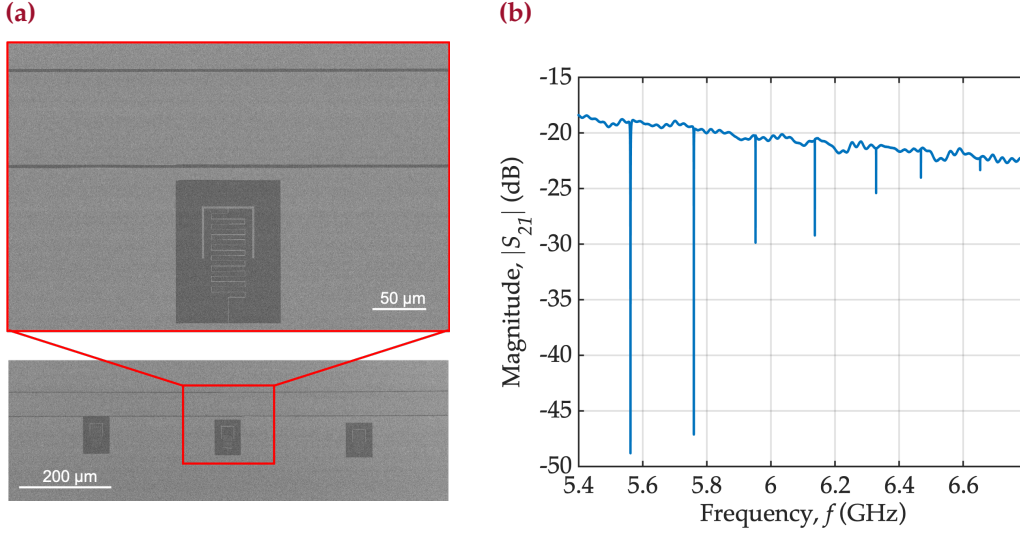 (a)
50 µm
200 µm
(b)
Magnitude, |S21| (dB)
-15
-20
-25
-30
-35
-40
-45
-50
5.4 5.6 5.8 6 6.2 6.4 6.6
Frequency, f (GHz)